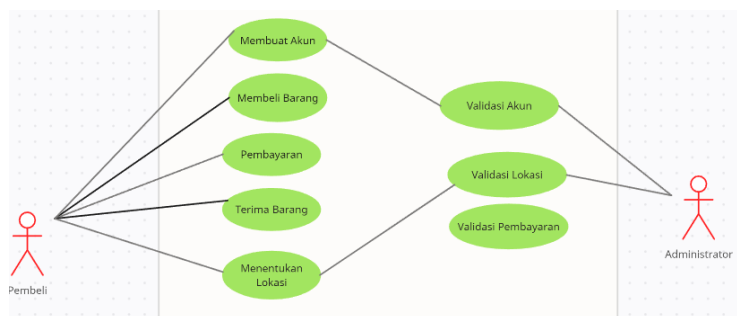 Membuat Akun
Membeli Barang
Validasi Akun
Pembayaran
Validasi Lokasi
Terima Barang
Validasi Pembayaran
Menentukan
Lokasi
Pembeli
Administrator